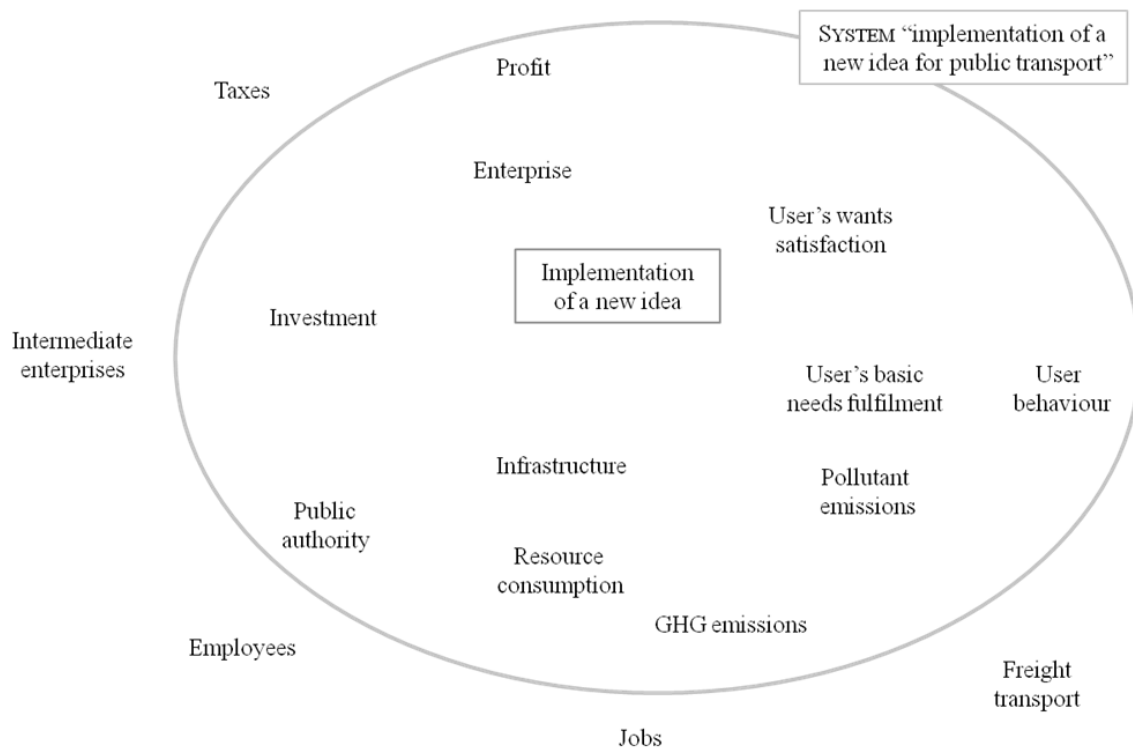 SYSTEM “implementation of a
new idea for public transport”
Profit
Taxes
Enterprise
User’s wants
satisfaction
Implementation
of a new idea
Investment
Intermediate
enterprises
User’s basic
needs fulfilment
User
behaviour
Infrastructure
Pollutant
emissions
Public
authority
Resource
consumption
GHG emissions
Employees
Freight
transport
Jobs